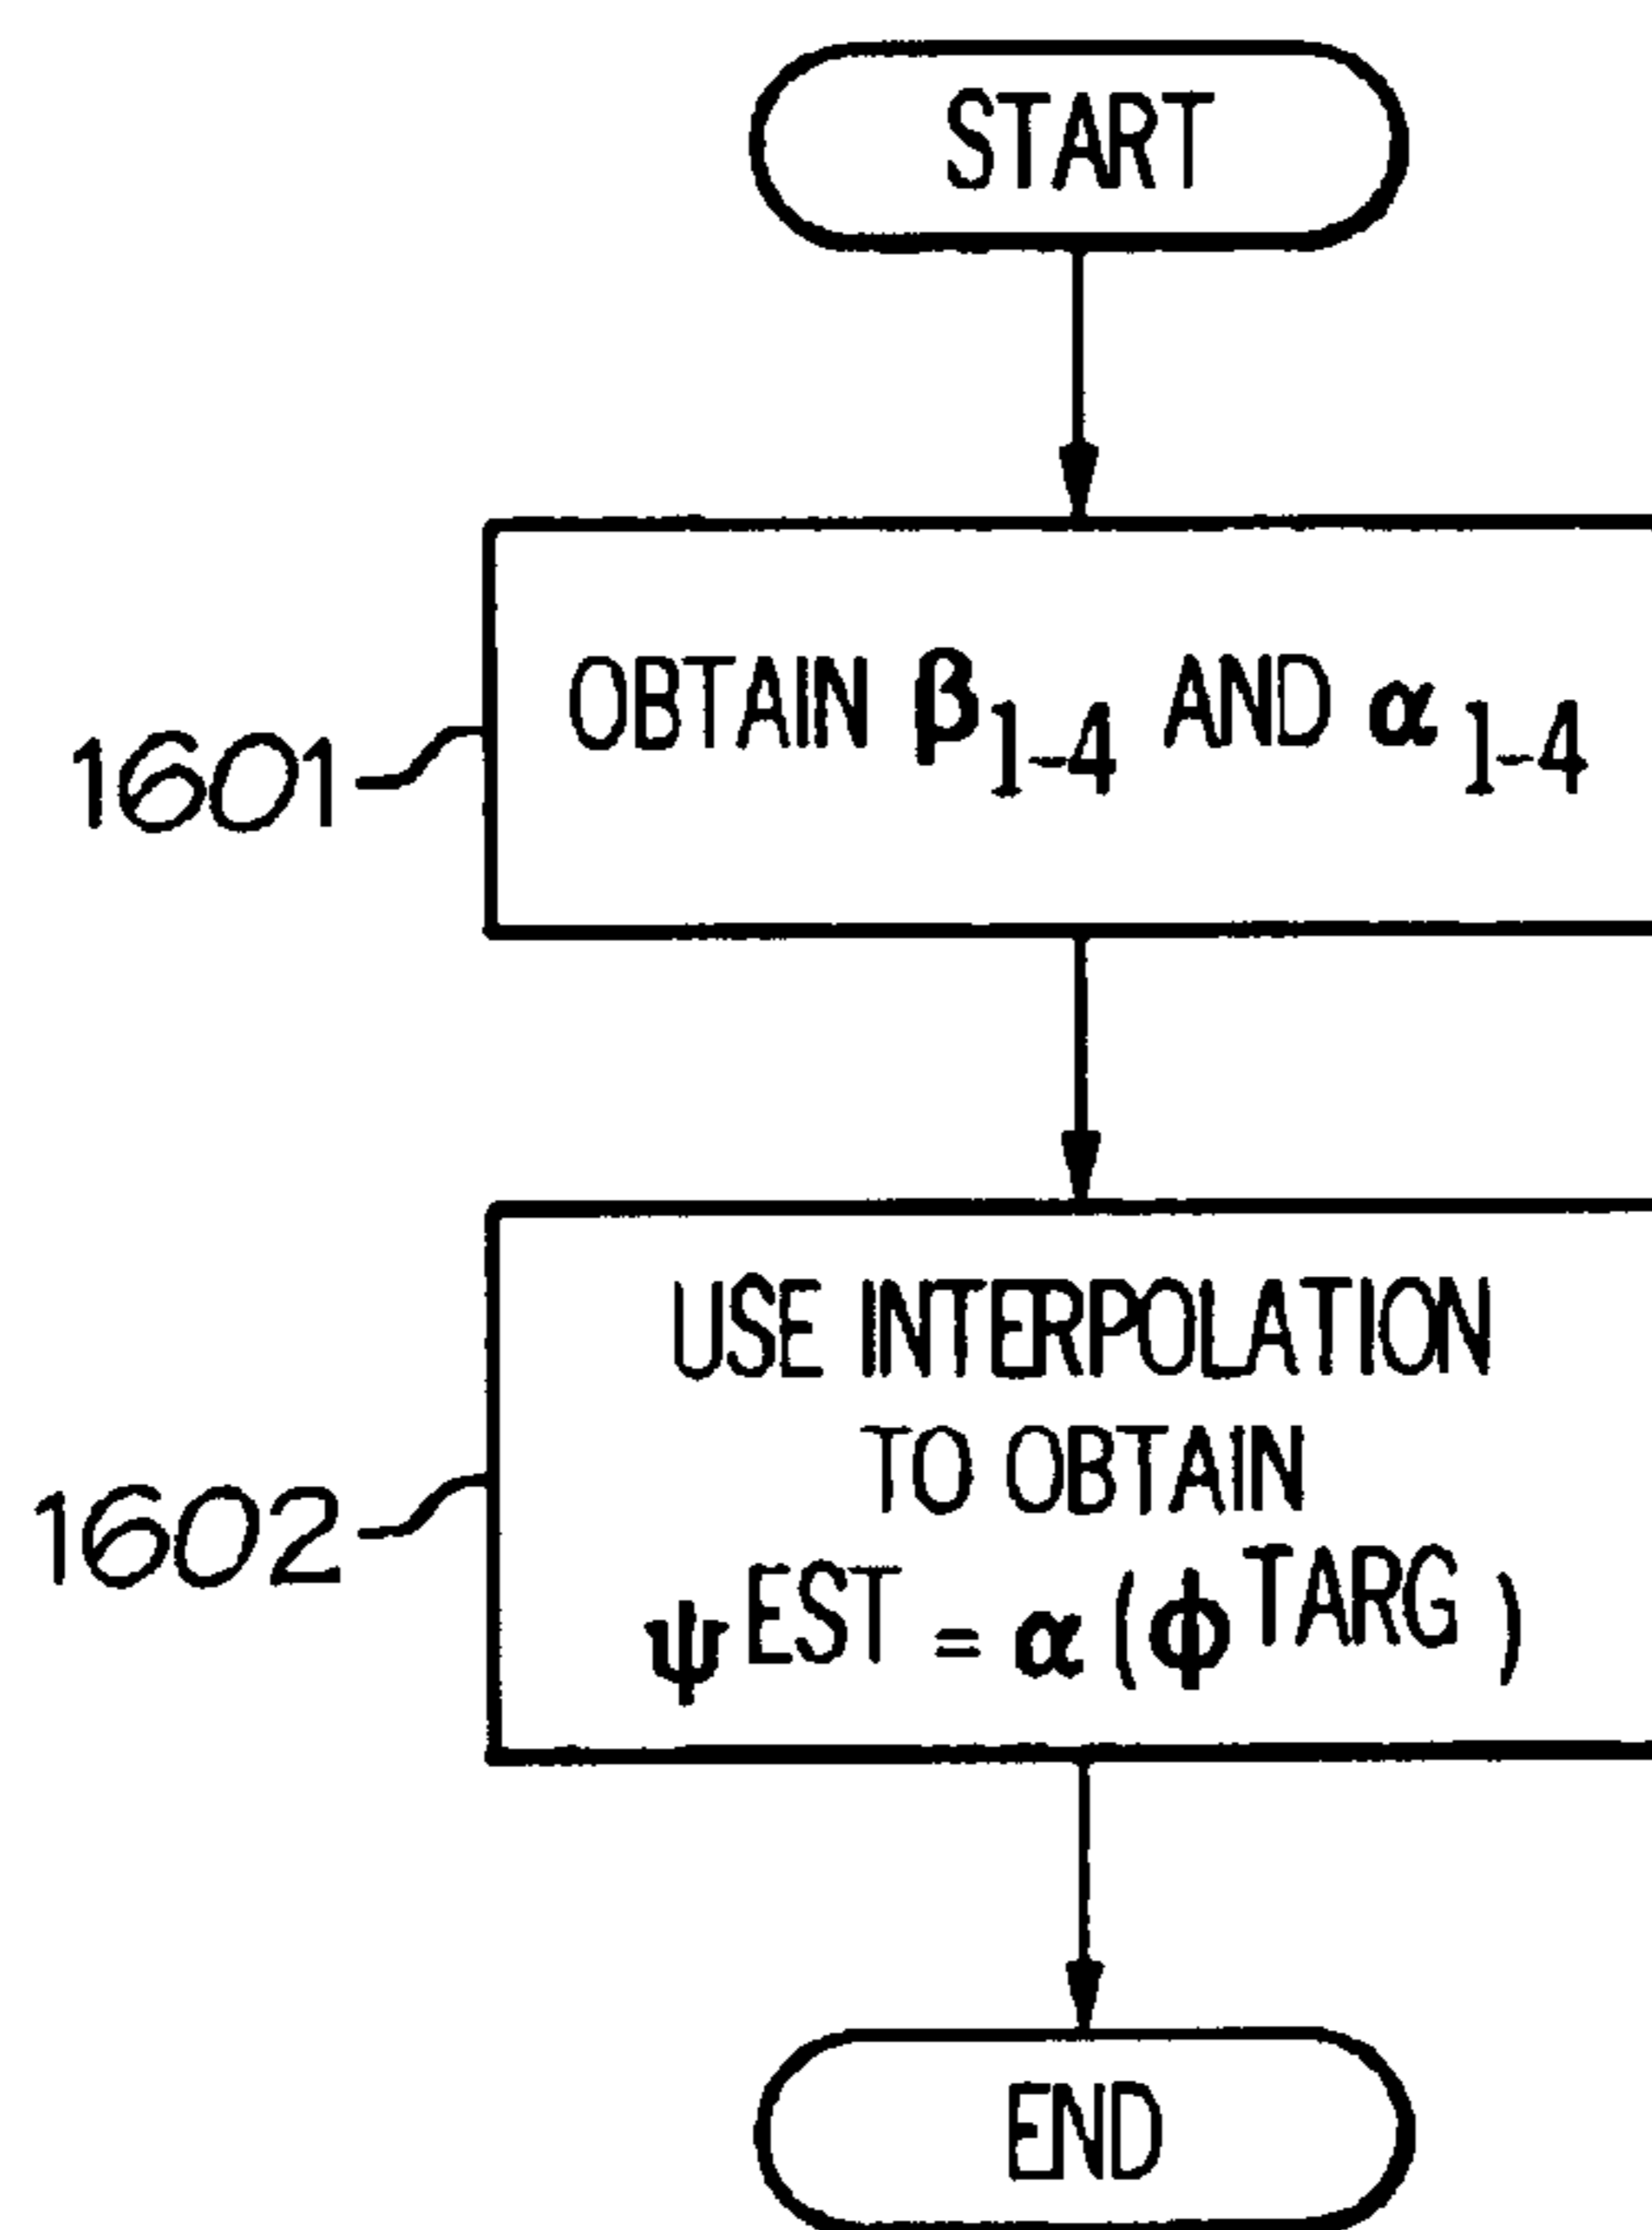 START
1601
OBTAIN β1-4 AND α1-4
1602
USE INTERPOLATION
TO OBTAIN
ψEST = α(ϕTARG)
END